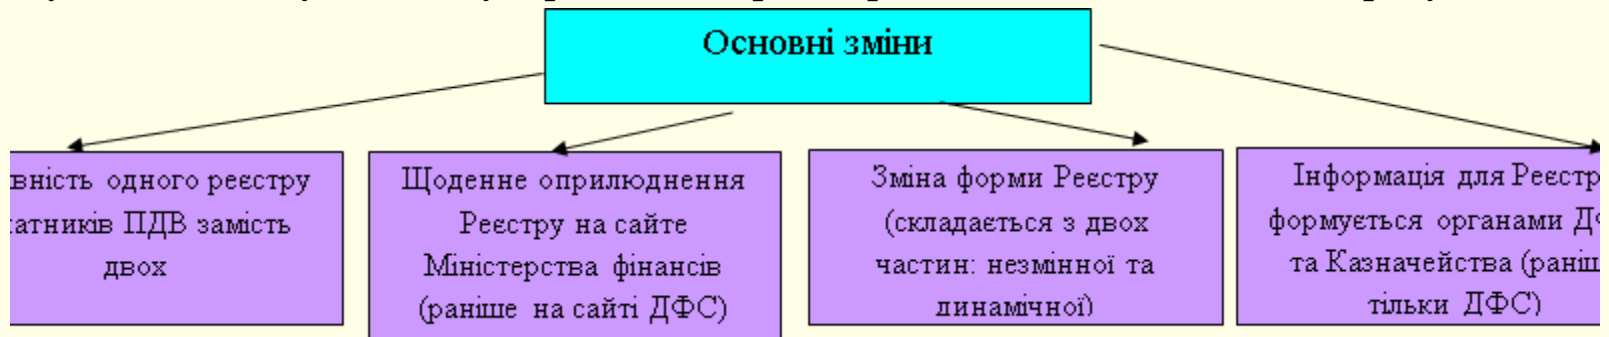 Основні зміни
вність одного реєстру
атників ПДВ замість
двох
Щоденне оприлюднення
Реєстру на сайте
Міністерства фінансів
(раніше на сайті ДФС)
Зміна форми Реєстру
(складається з двох
частин: незмінної та
динамічної)
Інформація для Реєстр
формується органами
та Казначейства (раніш
тільки ДФС)